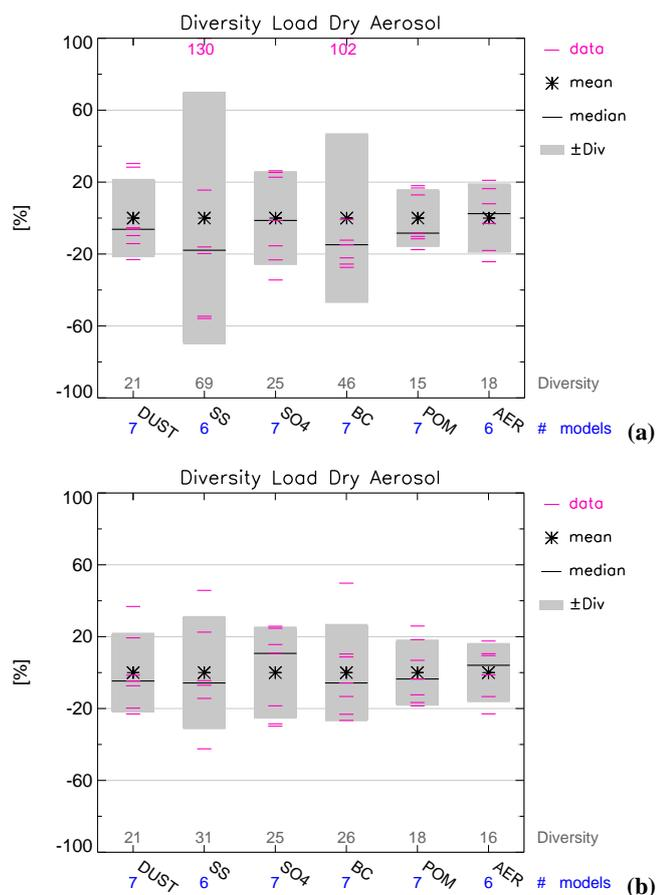 Diversity Load Dry Aerosol
100
60
20
-20
-60
-100
[%]
130
102
data
mean
median
±Div
21
69
25
46
15
18
Diversity
DUST
SS
SO4
BC
POM
AER
7
6
7
7
7
6
# models
(a)
Diversity Load Dry Aerosol
100
60
20
-20
-60
-100
[%]
data
mean
median
±Div
21
31
25
26
18
16
Diversity
DUST
SS
SO4
BC
POM
AER
7
6
7
7
7
6
# models
(b)